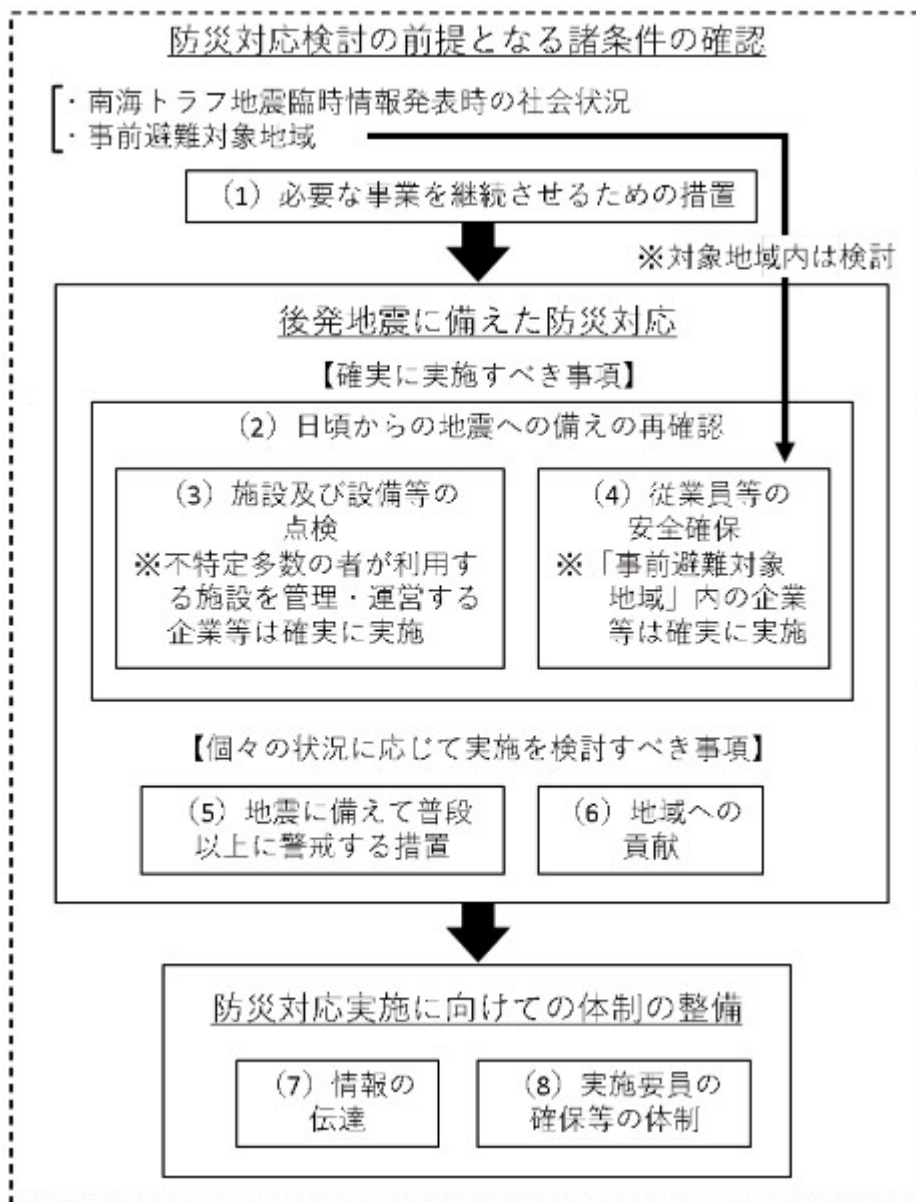 防災対応検討の前提となる諸条件の確認
・南海トラフ地震臨時情報発表時の社会状況
・事前避難対象地域
（1）必要な事業を継続させるための措置
※対象地域内は検討
後発地震に備えた防災対応
【確実に実施すべき事項】
（2）日頃からの地震への備えの再確認
（3）施設及び設備等の
点検
※不特定多数の者が利用す
る施設を管理・運営する
企業等は確実に実施
（4）従業員等の
安全確保
※「事前避難対象
地域」内の企業
等は確実に実施
【個々の状況に応じて実施を検討すべき事項】
（5）地震に備えて普段
以上に警戒する措置
（6）地域への
貢献
防災対応実施に向けての体制の整備
（7）情報の
伝達
（8）実施要員の
確保等の体制